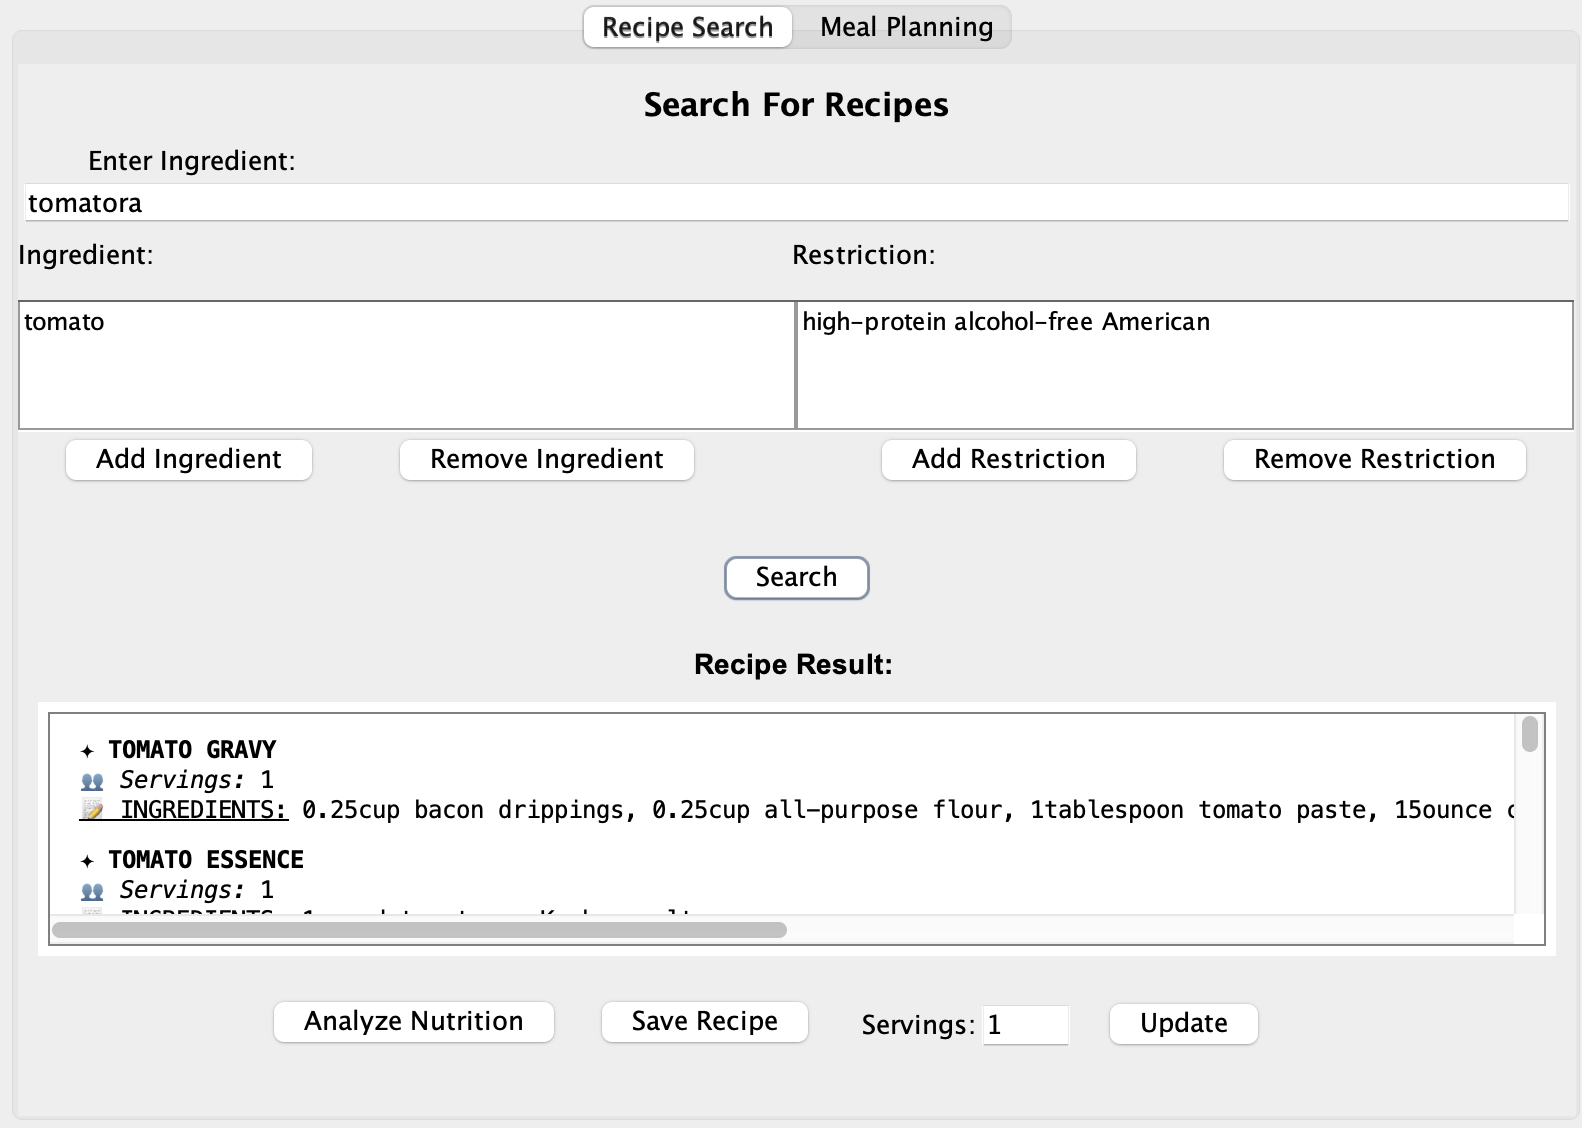 Recipe Search Meal Planning
Search For Recipes
Enter Ingredient:
tomatora
Ingredient: Restriction:
tomato high-protein alcohol-free American
Add Ingredient Remove Ingredient Add Restriction Remove Restriction
Search
Recipe Result:
✦ TOMATO GRAVY
👥 Servings: 1
📝 INGREDIENTS: 0.25cup bacon drippings, 0.25cup all-purpose flour, 1tablespoon tomato paste, 15ounce
✦ TOMATO ESSENCE
👥 Servings: 1
📝 INGREDIENTS:
Analyze Nutrition Save Recipe Servings: 1 Update